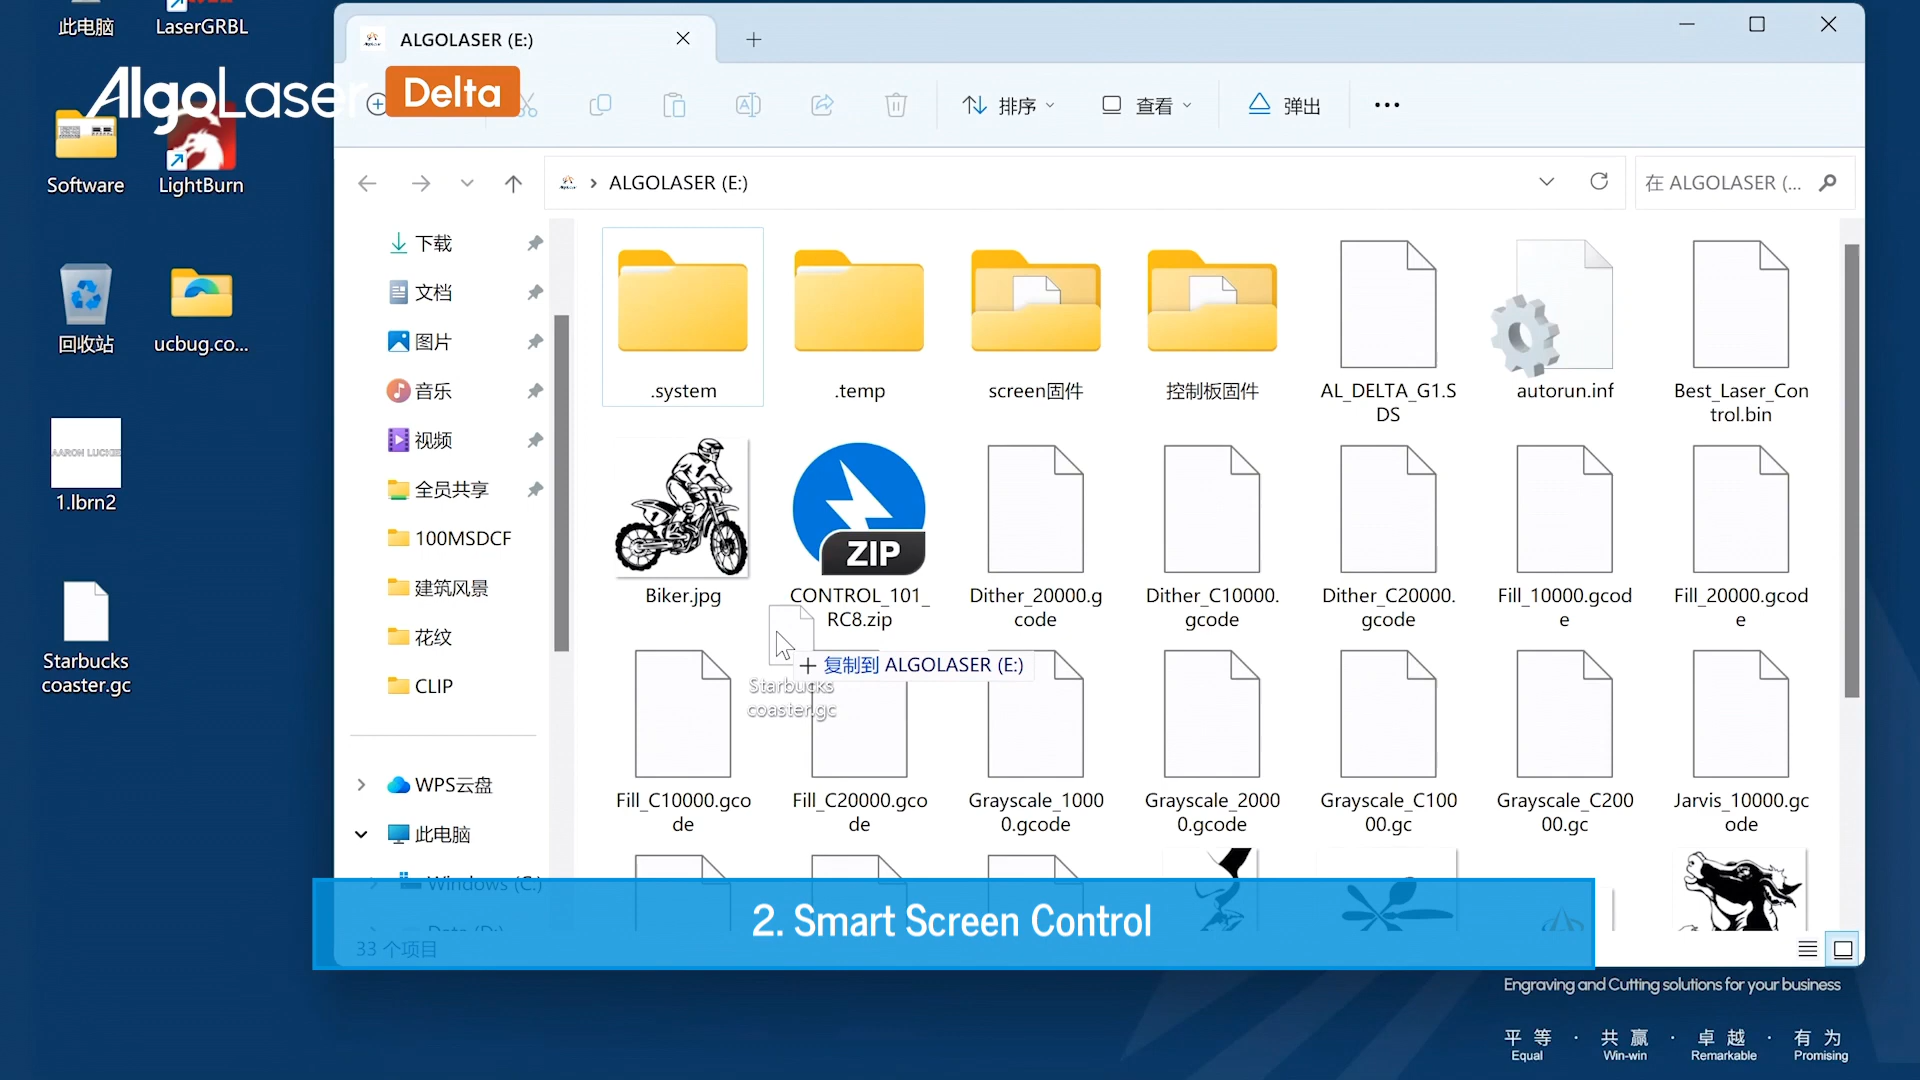 此电脑
LaserGRBL
AlgoLaser Delta
Software
LightBurn
回收站
ucbug.co...
AARON LUCKIE
1.lbrn2
Starbucks
coaster.gc
ALGOLASER (E:)
排序
查看
弹出
ALGOLASER (E:)
在 ALGOLASER (...
下载
文档
图片
音乐
视频
全员共享
100MSDCF
建筑风景
花纹
CLIP
WPS云盘
此电脑
Windows (C:)
Data (D:)
.system
.temp
screen固件
控制板固件
AL_DELTA_G1.S
DS
autorun.inf
Best_Laser_Con
trol.bin
Biker.jpg
ZIP
CONTROL_101_
RC8.zip
Dither_20000.g
code
Dither_C10000.
gcode
Dither_C20000.
gcode
Fill_10000.gcod
e
Fill_20000.gcod
e
复制到 ALGOLASER (E:)
Starbucks
coaster.gc
Fill_C10000.gco
de
Fill_C20000.gco
de
Grayscale_1000
0.gcode
Grayscale_2000
0.gcode
Grayscale_C100
00.gc
Grayscale_C200
00.gc
Jarvis_10000.gc
ode
2. Smart Screen Control
33 个项目
Engraving and Cutting solutions for your business
平等 · 共赢 · 卓越 · 有为
Equal Win-win Remarkable Promising